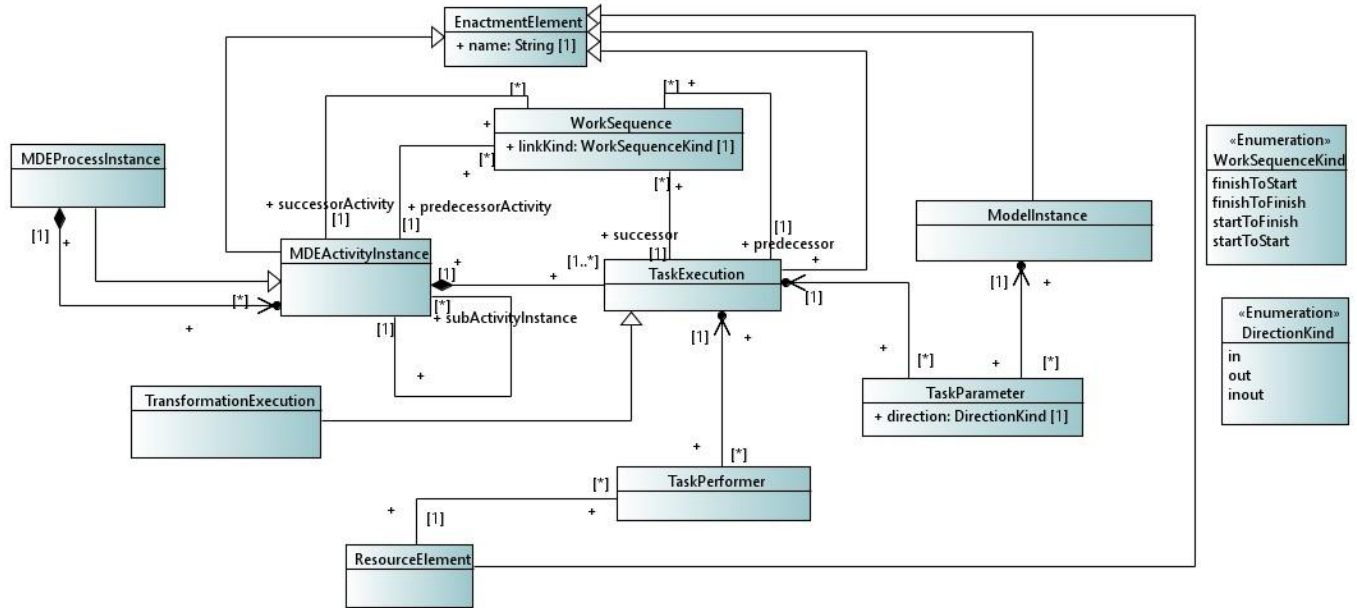 EnactmentElement
+ name: String [1]
[*]
[*] +
+
WorkSequence
+ linkKind: WorkSequenceKind [1]
[*]
+
[*]
+
MDEProcessInstance
[1]
+
+ successorActivity
[1]
+ predecessorActivity
[1]
+ successor
[1]
[1]
+ predecessor
+
MDEActivityInstance
+
[1]
[1..*]
+
TaskExecution
[*]
+
[*]
+ subActivityInstance
[1]
+
[1]
+
[1]
ModelInstance
[1]
+
+
[*]
+
[*]
TaskParameter
+ direction: DirectionKind [1]
TransformationExecution
+
[*]
TaskPerformer
[*]
+
+
[1]
ResourceElement
«Enumeration»
WorkSequenceKind
finishToStart
finishToFinish
startToFinish
startToStart
«Enumeration»
DirectionKind
in
out
inout